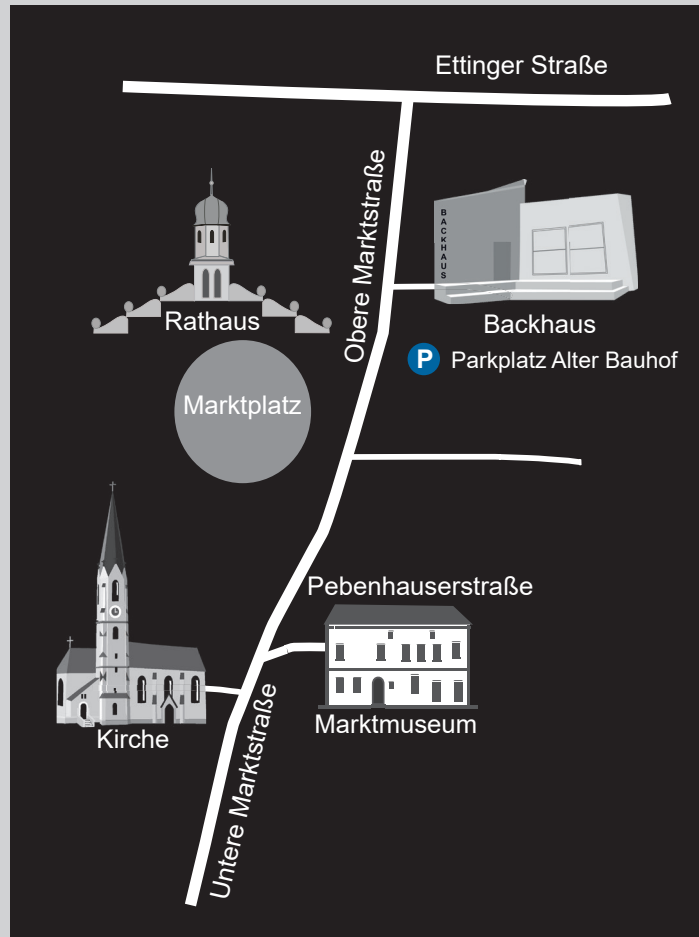 Ettinger Straße
Obere Marktstraße
BACKHAUS
Rathaus
Backhaus
P Parkplatz Alter Bauhof
Marktplatz
Pebenhauserstraße
Marktmuseum
Kirche
Untere Marktstraße